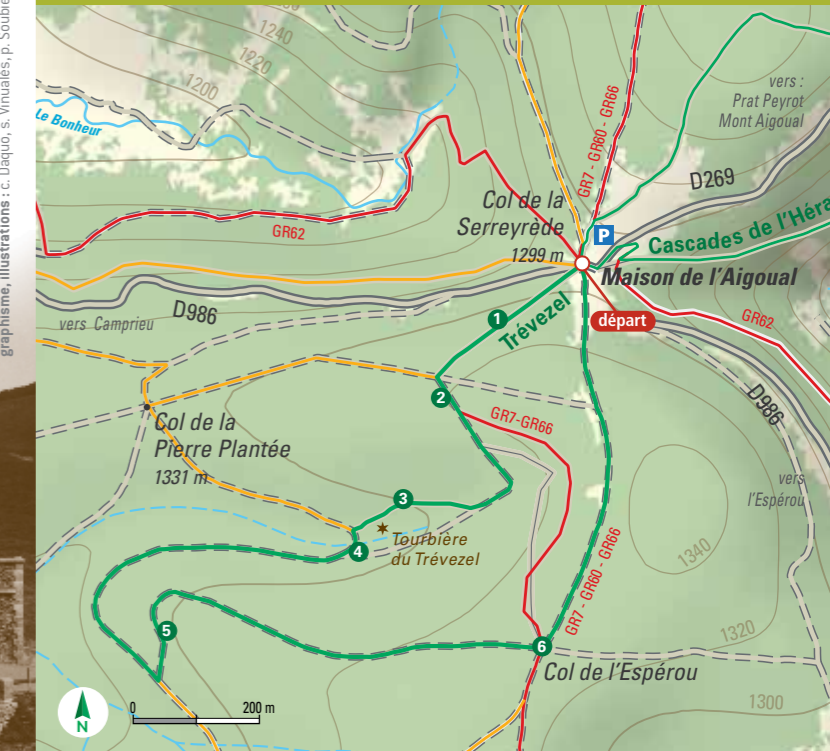 graphisme, illustrations : c. Daquo, s. Vinuales, p. Soubie
1240
1220
1200
Le Bonheur
GR7 - GR60 - GR66
vers :
Prat Peyrot
Mont Aigoual
D269
Col de la
Serreyrède
1299 m
P
Cascades de l'Héra
GR62
Maison de l'Aigoual
D986
vers Camprieu
1
Trévezel
départ
GR62
2
GR7-GR66
D986
Col de la
Pierre Plantée
1331 m
vers
l'Espérou
3
Tourbière
du Trévezel
4
1340
GR7 - GR60 - GR66
5
6
1320
Col de l'Espérou
1300
N
0 200 m